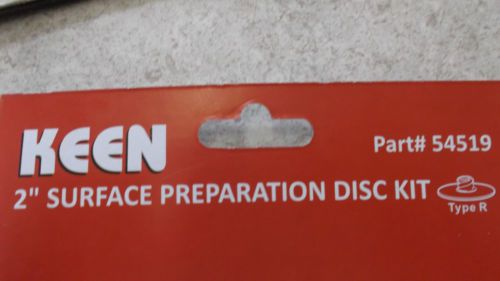 KEEN
Part# 54519
2" SURFACE PREPARATION DISC KIT
Type R